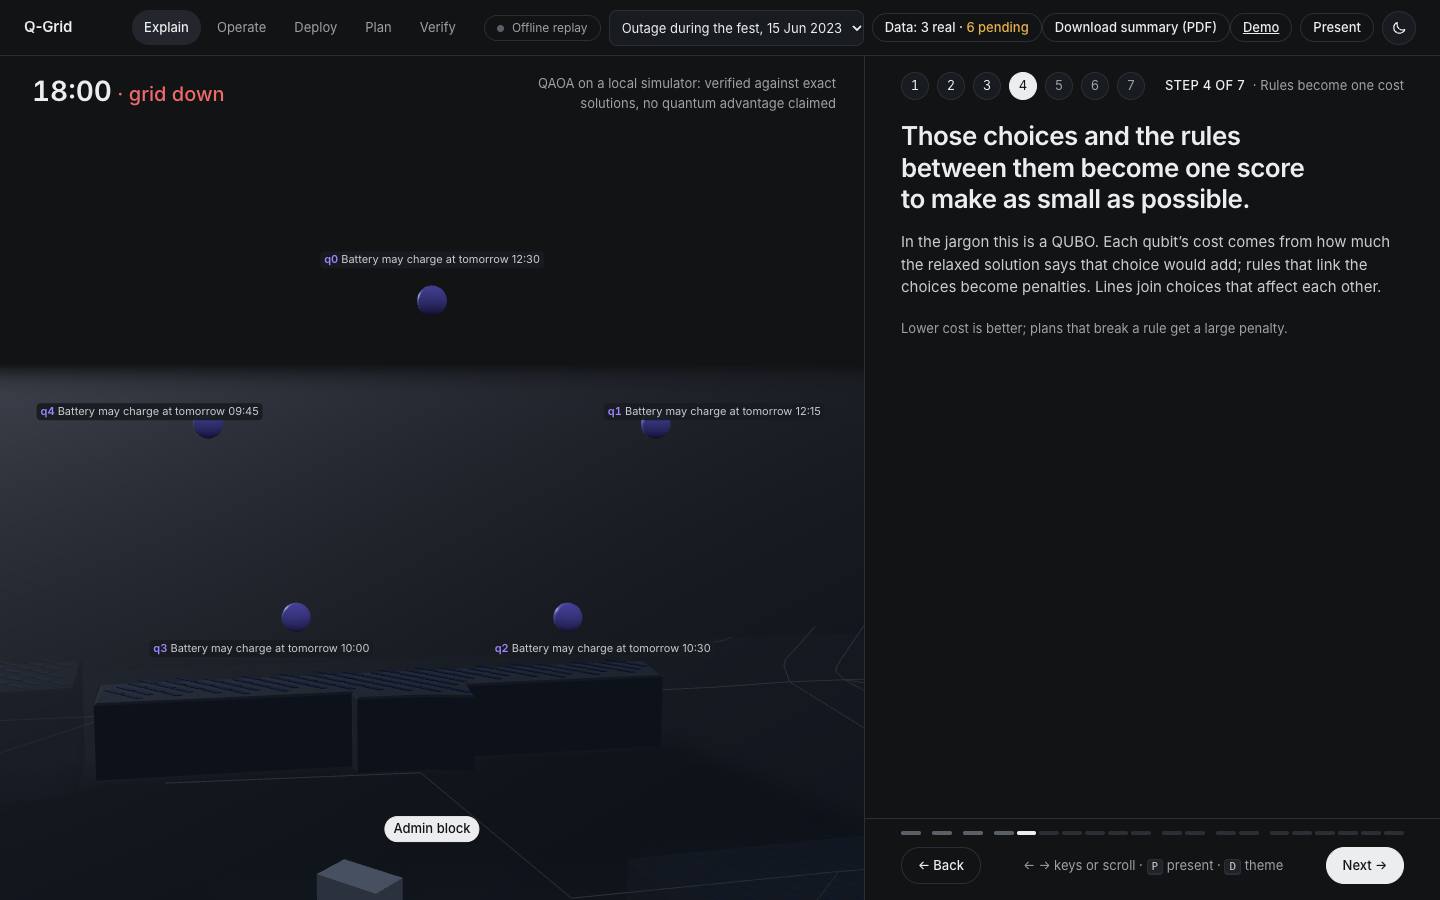 Q-Grid
Explain
Operate
Deploy
Plan
Verify
Offline replay
Outage during the fest, 15 Jun 2023
Data: 3 real · 6 pending
Download summary (PDF)
Demo
Present
18:00 · grid down
QAOA on a local simulator: verified against exact
solutions, no quantum advantage claimed
q0 Battery may charge at tomorrow 12:30
q4 Battery may charge at tomorrow 09:45
q1 Battery may charge at tomorrow 12:15
q3 Battery may charge at tomorrow 10:00
q2 Battery may charge at tomorrow 10:30
Admin block
1 2 3 4 5 6 7
STEP 4 OF 7 · Rules become one cost
Those choices and the rules
between them become one score
to make as small as possible.
In the jargon this is a QUBO. Each qubit’s cost comes from how much
the relaxed solution says that choice would add; rules that link the
choices become penalties. Lines join choices that affect each other.
Lower cost is better; plans that break a rule get a large penalty.
← Back
← → keys or scroll · P present · D theme
Next →